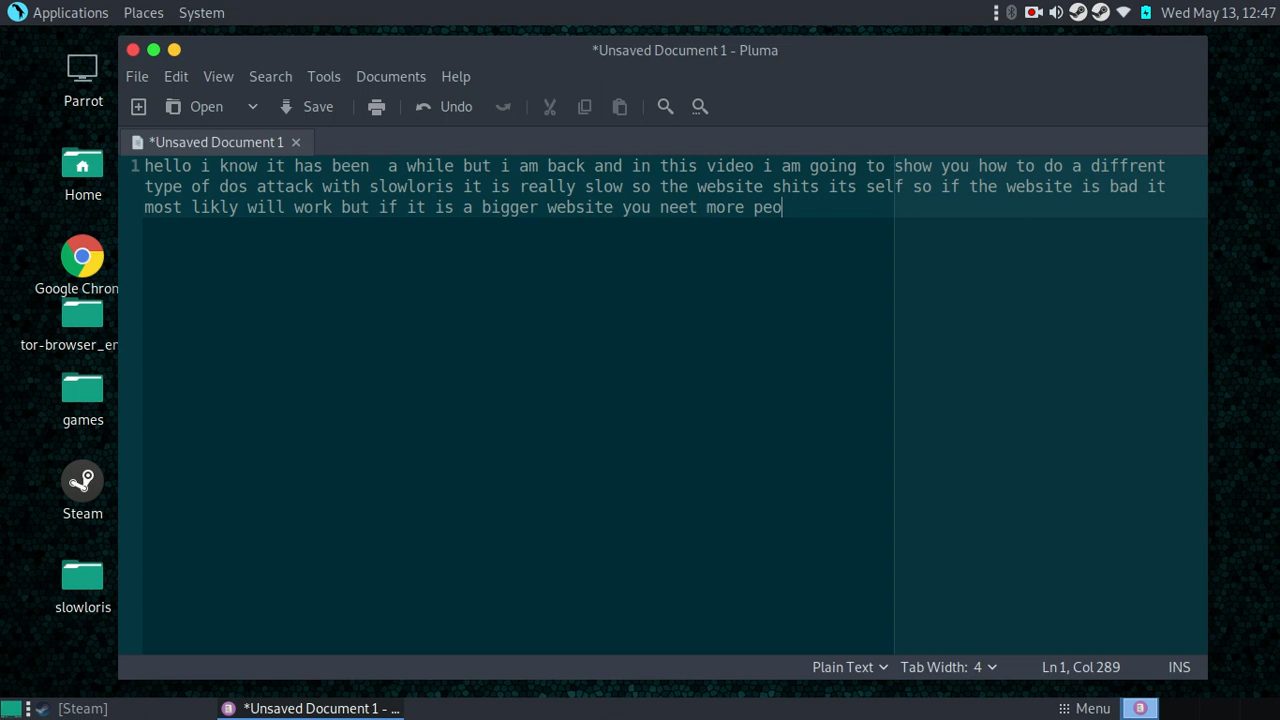 Applications Places System Wed May 13, 12:47
*Unsaved Document 1 - Pluma
File Edit View Search Tools Documents Help
Open Save Undo
*Unsaved Document 1
1 hello i know it has been  a while but i am back and in this video i am going to show you how to do a diffrent
type of dos attack with slowloris it is really slow so the website shits its self so if the website is bad it
most likly will work but if it is a bigger website you neet more peo
Parrot
Home
Google Chron
tor-browser_en
games
Steam
slowloris
Plain Text Tab Width: 4 Ln 1, Col 289 INS
[Steam] *Unsaved Document 1 - ... Menu